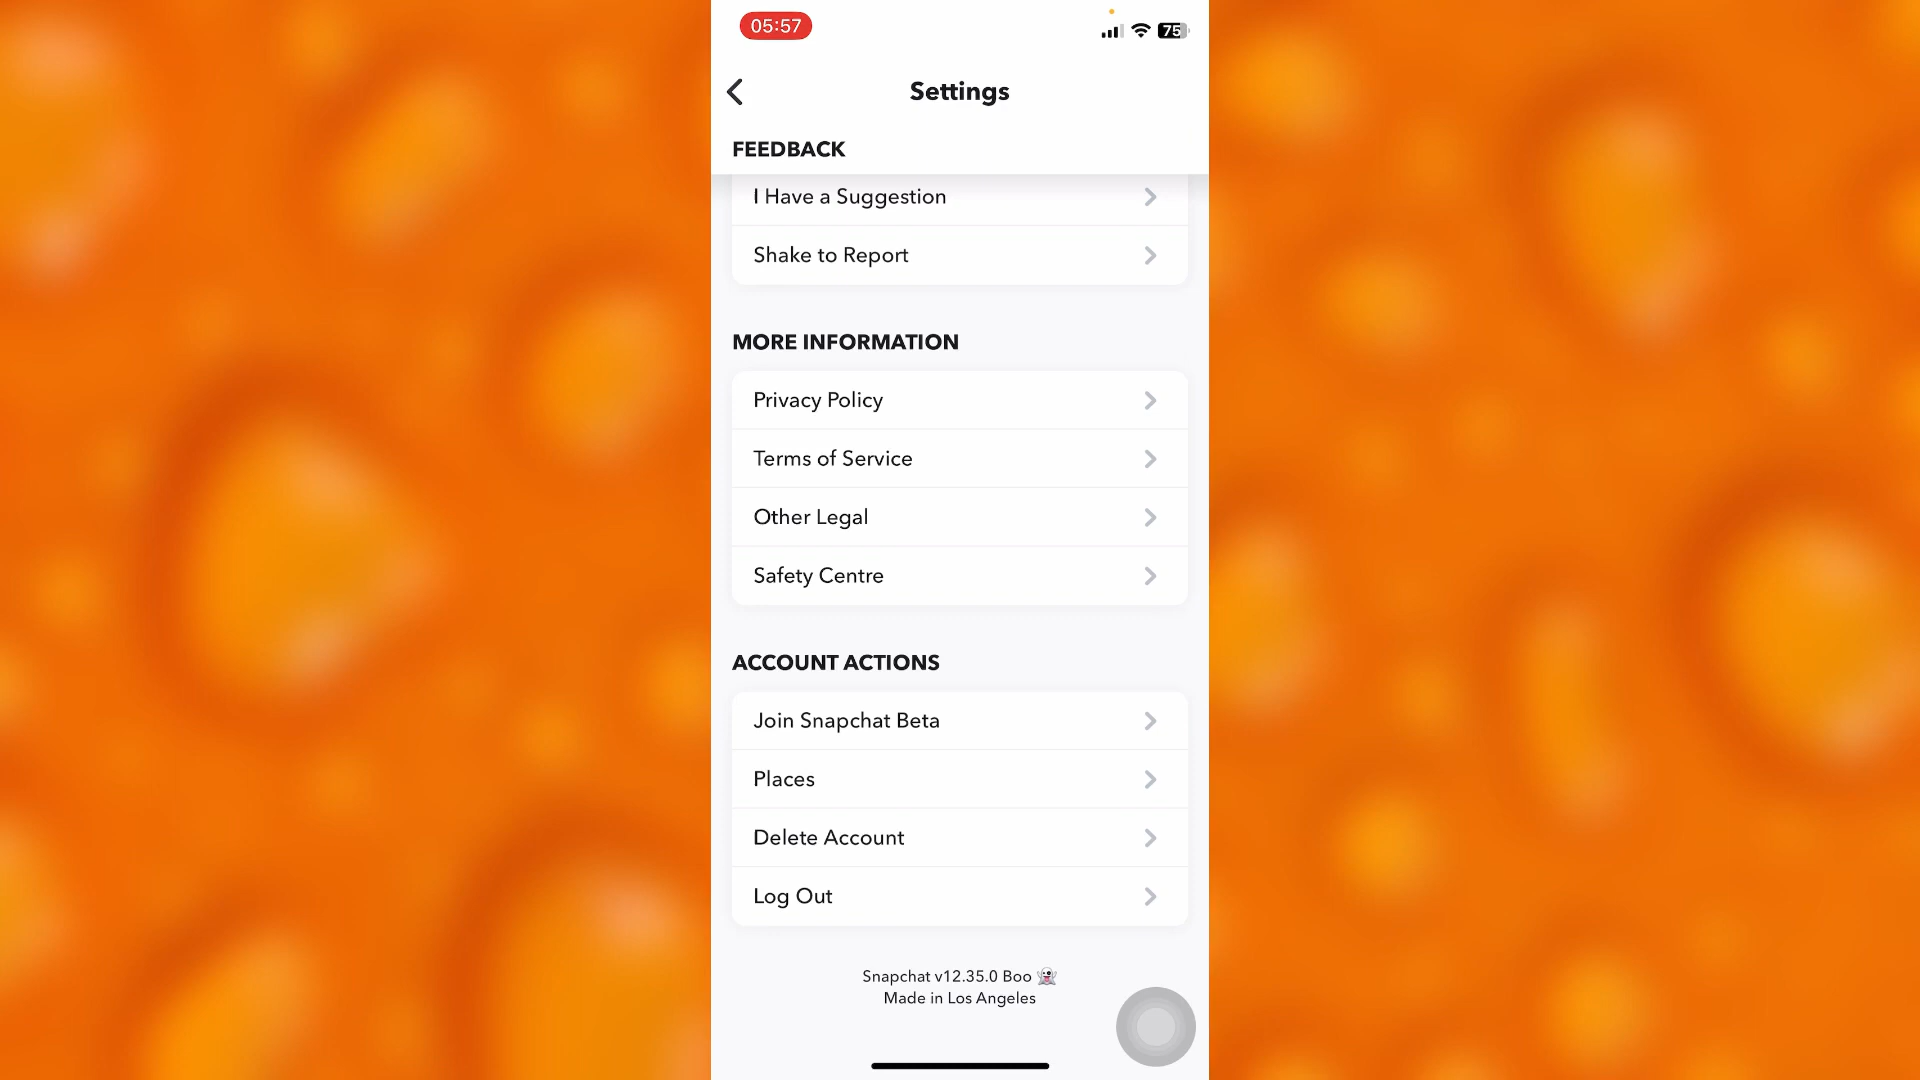 05:57
75
Settings
FEEDBACK
I Have a Suggestion
Shake to Report
MORE INFORMATION
Privacy Policy
Terms of Service
Other Legal
Safety Centre
ACCOUNT ACTIONS
Join Snapchat Beta
Places
Delete Account
Log Out
Snapchat v12.35.0 Boo 👻
Made in Los Angeles